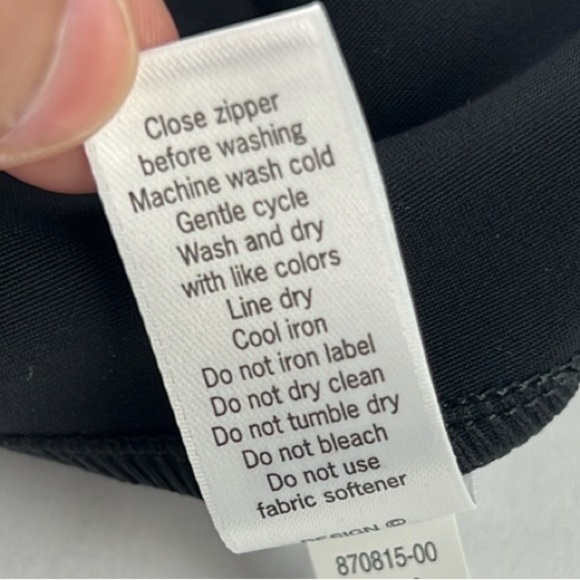 Close zipper
before washing
Machine wash cold
Gentle cycle
Wash and dry
with like colors
Line dry
Cool iron
Do not iron label
Do not dry clean
Do not tumble dry
Do not bleach
Do not use
fabric softener
DESIGN ©
870815-00